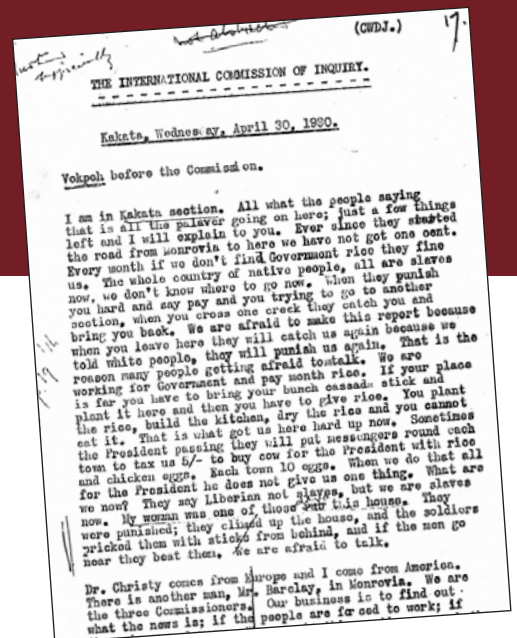 (CWDJ.)
17.
THE INTERNATIONAL COMMISSION OF INQUIRY.
Kakata, Wednesday, April 30, 1930.
Vokpoh before the Commission.
I am in Kakata section. All what the people saying
that is all the palaver going on here; just a few things
left and I will explain to you. Ever since they started
the road from Monrovia to here we have not got one cent.
Every month if we don't find Government rice they fine
us. The whole country of native people, all are slaves
now, we don't know where to go now. When they punish
you hard and say pay and you trying to go to another
section, when you cross one creek they catch you and
bring you back. We are afraid to make this report because
when you leave here they will catch us again because we
told white people, they will punish us again. That is the
reason many people getting afraid to talk. We are
working for Government and pay month rice. If your place
is far you have to bring your bunch cassada stick and
plant it here and then you have to give rice. You plant
the rice, build the kitchen, dry the rice and you cannot
eat it. That is what got us here hard up now. Sometimes
the President passing they will put messengers round each
town to tax us 5/- to buy cow for the President with rice
and chicken eggs. Each town 10 eggs. When we do that all
for the President he does not give us one thing. What are
we now? They say Liberian not slaves, but we are slaves
now. My woman was one of those rub this house. They
were punished; they climed up the house, and the soldiers
pricked them with sticks from behind, and if the men go
near they beat them. We are afraid to talk.
Dr. Christy comes from Europe and I come from America.
There is another man, Mr. Barclay, in Monrovia. We are
the three Commissioners. Our business is to find out
what the news is; if the people are forced to work; if